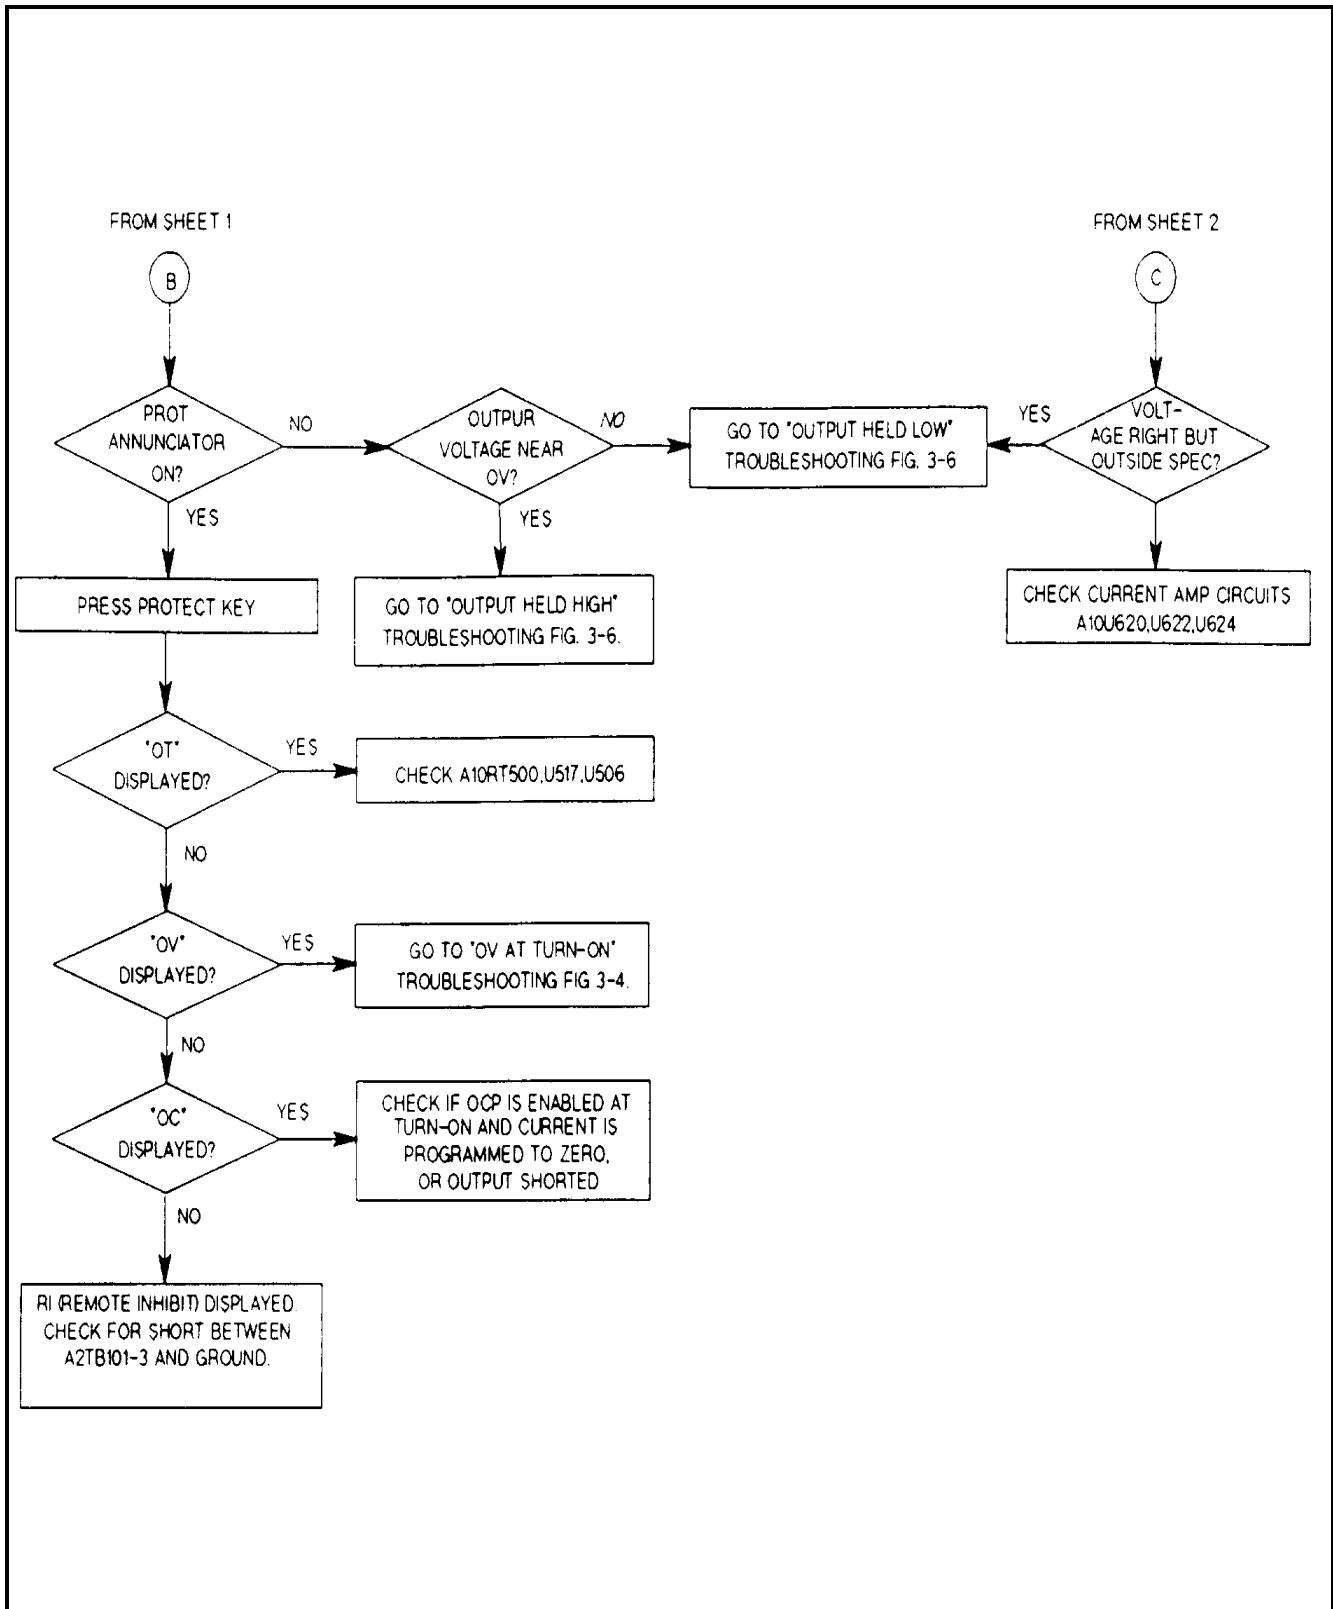 FROM SHEET 1
B
PROT
ANNUNCIATOR
ON?
NO
YES
OUTPUR
VOLTAGE NEAR
OV?
NO
YES
GO TO "OUTPUT HELD LOW"
TROUBLESHOOTING FIG. 3-6
FROM SHEET 2
C
YES
VOLT-
AGE RIGHT BUT
OUTSIDE SPEC?
CHECK CURRENT AMP CIRCUITS
A10U620,U622,U624
PRESS PROTECT KEY
GO TO "OUTPUT HELD HIGH"
TROUBLESHOOTING FIG. 3-6.
"OT"
DISPLAYED?
YES
CHECK A10RT500,U517,U506
NO
"OV"
DISPLAYED?
YES
GO TO "OV AT TURN-ON"
TROUBLESHOOTING FIG 3-4.
NO
"OC"
DISPLAYED?
YES
CHECK IF OCP IS ENABLED AT
TURN-ON AND CURRENT IS
PROGRAMMED TO ZERO,
OR OUTPUT SHORTED
NO
RI (REMOTE INHIBIT) DISPLAYED.
CHECK FOR SHORT BETWEEN
A2TB101-3 AND GROUND.